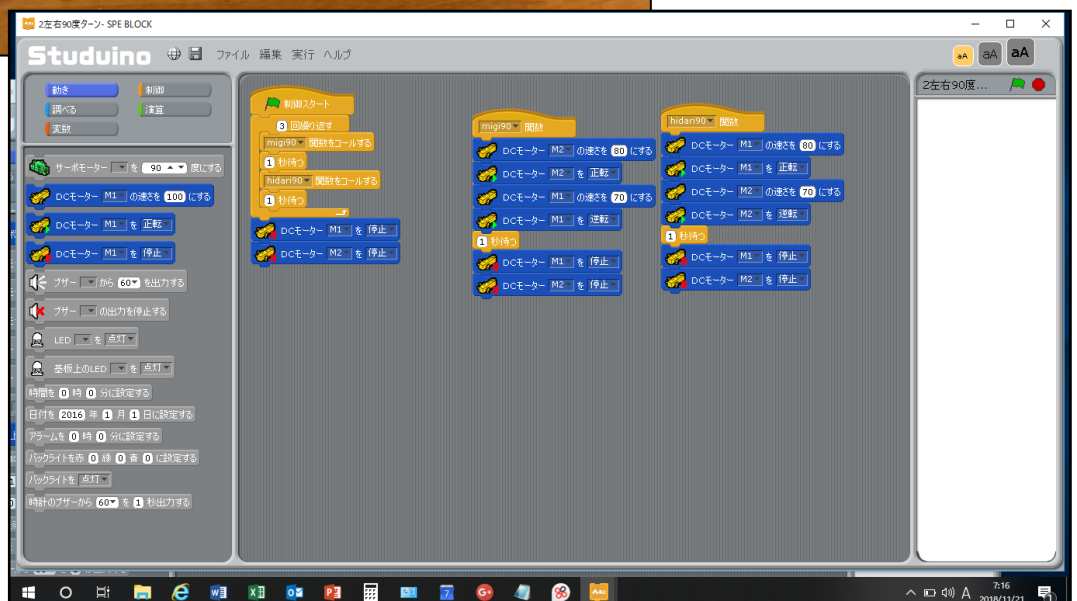 2左右90度ターン- SPE BLOCK
Studuino ファイル 編集 実行 ヘルプ
aA aA aA
動き 制御
調べる 演算
変数
サーボモーター を 90 度にする
DCモーター M1 の速さを 100 にする
DCモーター M1 を 正転
DCモーター M1 を 停止
ブザー から 60 を出力する
ブザー の出力を停止する
LED を 点灯
基板上のLED を 点灯
時間を 0 時 0 分に設定する
日付を 2016 年 1 月 1 日に設定する
アラームを 0 時 0 分に設定する
バックライトを赤 0 緑 0 青 0 に設定する
バックライトを 点灯
時計のブザーから 60 を 1 秒出力する
制御スタート
3 回繰り返す
migi90 関数をコールする
1 秒待つ
hidari90 関数をコールする
1 秒待つ
DCモーター M1 を 停止
DCモーター M2 を 停止
migi90 関数
DCモーター M2 の速さを 80 にする
DCモーター M2 を 正転
DCモーター M1 の速さを 70 にする
DCモーター M1 を 逆転
1 秒待つ
DCモーター M1 を 停止
DCモーター M2 を 停止
hidari90 関数
DCモーター M1 の速さを 80 にする
DCモーター M1 を 正転
DCモーター M2 の速さを 70 にする
DCモーター M2 を 逆転
1 秒待つ
DCモーター M1 を 停止
DCモーター M2 を 停止
2左右90度...
A 7:16
2018/11/21